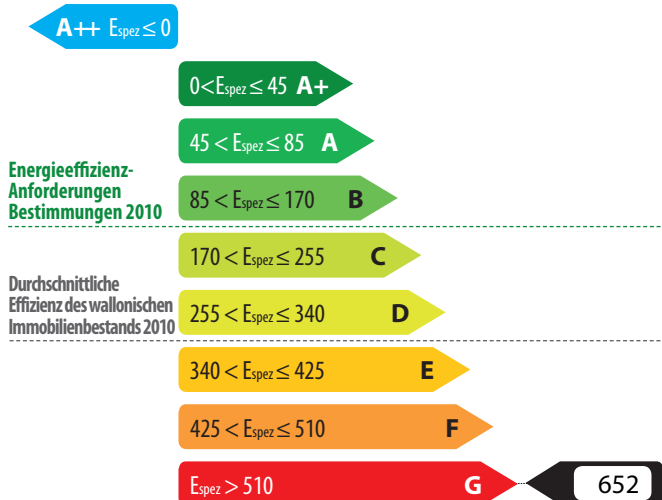 A++ Espez ≤ 0
0<Espez ≤ 45 A+
45 < Espez ≤ 85 A
Energieeffizienz-
Anforderungen
Bestimmungen 2010
85 < Espez ≤ 170 B
170 < Espez ≤ 255 C
Durchschnittliche
Effizienz des wallonischen
Immobilienbestands 2010
255 < Espez ≤ 340 D
340 < Espez ≤ 425 E
425 < Espez ≤ 510 F
Espez > 510 G 652